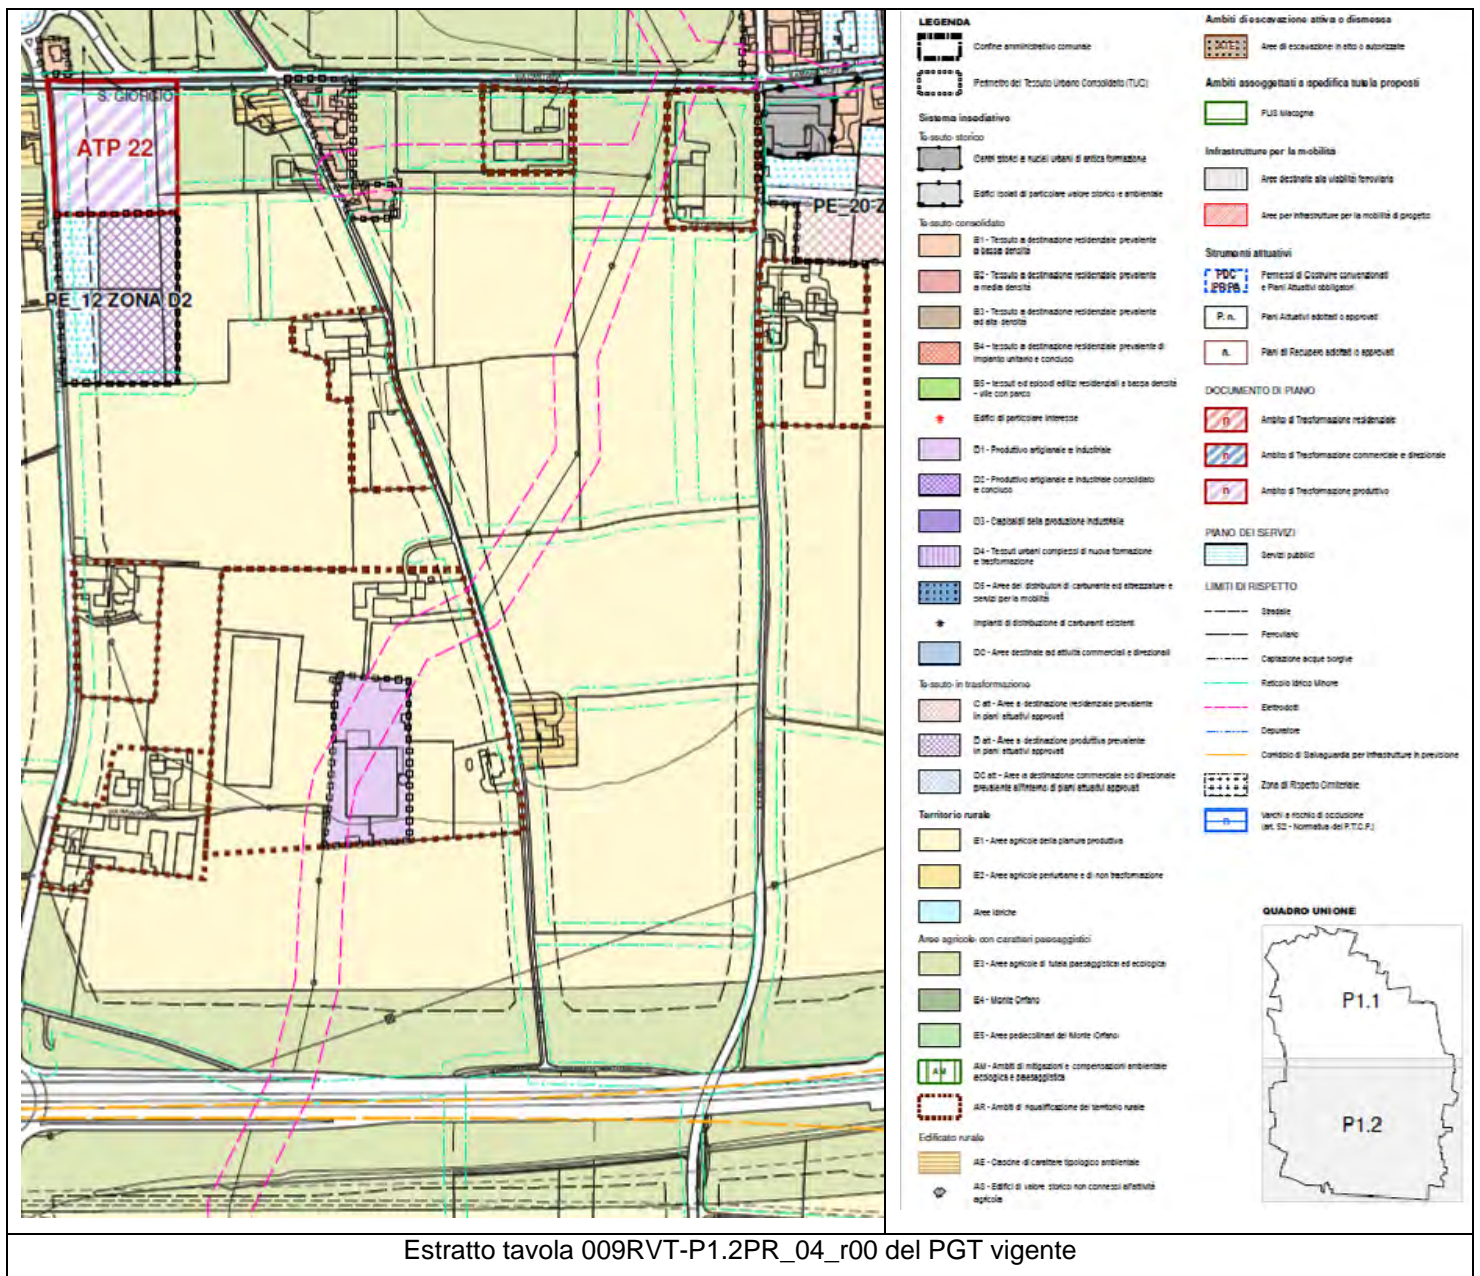 S. GIORGIO
ATP 22
PE_12 ZONA D2
PE_20 Z
LEGENDA
Confine amministrativo comunale
Perimetro del Tessuto Urbano Consolidato (TUC)
Sistema insediativo
Tessuto storico
Centri storici e nuclei urbani di antica formazione
Edifici isolati di particolare valore storico e ambientale
Tessuto consolidato
B1 - Tessuto a destinazione residenziale prevalente
a bassa densità
B2 - Tessuto a destinazione residenziale prevalente
a media densità
B3 - Tessuto a destinazione residenziale prevalente
ad alta densità
B4 - tessuto a destinazione residenziale prevalente di
impianto unitario e concluso
B5 - tessuti ed episodi edilizi residenziali a bassa densità
- ville con parco
Edifici di particolare interesse
D1 - Produttivo artigianale e industriale
D2 - Produttivo artigianale e industriale consolidato
e concluso
D3 - Capisaldi della produzione industriale
D4 - Tessuti urbani complessi di nuova formazione
e trasformazione
D5 - Aree dei distributori di carburante ed attrezzature e
servizi per la mobilità
Impianti di distribuzione di carburanti esistenti
DC - Aree destinate ad attività commerciali e direzionali
Tessuto in trasformazione
C att - Aree a destinazione residenziale prevalente
in piani attuativi approvati
D att - Aree a destinazione produttiva prevalente
in piani attuativi approvati
DC att - Aree a destinazione commerciale e/o direzionale
prevalente all'interno di piani attuativi approvati
Territorio rurale
E1 - Aree agricole della pianura produttiva
E2 - Aree agricole periurbane e di non trasformazione
Aree idriche
Aree agricole con caratteri paesaggistici
E3 - Aree agricole di tutela paesaggistica ed ecologica
E4 - Monte Orfano
E5 - Aree pedecollinari del Monte Orfano
AM
AM - Ambiti di mitigazioni e compensazioni ambientale
ecologica e paesaggistica
AR - Ambiti di riqualificazione del territorio rurale
Edificato rurale
AE - Cascine di carattere tipologico ambientale
AS - Edifici di valore storico non connessi all'attività
agricola
Ambiti di escavazione attiva o dismessa
Aree di escavazione in atto o autorizzate
Ambiti assoggettati a specifica tutela proposti
PLIS Macogna
Infrastrutture per la mobilità
Aree destinate alla viabilità ferroviaria
Aree per infrastrutture per la mobilità di progetto
Strumenti attuativi
PDC
IPR/PA
Permessi di Costruire convenzionati
e Piani Attuativi obbligatori
P. n.
Piani Attuativi adottati o approvati
n.
Piani di Recupero adottati o approvati
DOCUMENTO DI PIANO
n
Ambito di Trasformazione residenziale
n
Ambito di Trasformazione commerciale e direzionale
n
Ambito di Trasformazione produttivo
PIANO DEI SERVIZI
Servizi pubblici
LIMITI DI RISPETTO
Stradale
Ferroviario
Captazione acque sorgive
Reticolo Idrico Minore
Elettrodotti
Depuratore
Corridoio di Salvaguardia per infrastrutture in previsione
Zona di Rispetto Cimiteriale
n
Varchi a rischio di occlusione
(art. 52 - Normativa del P.T.C.P.)
QUADRO UNIONE
P1.1
P1.2
Estratto tavola 009RVT-P1.2PR_04_r00 del PGT vigente